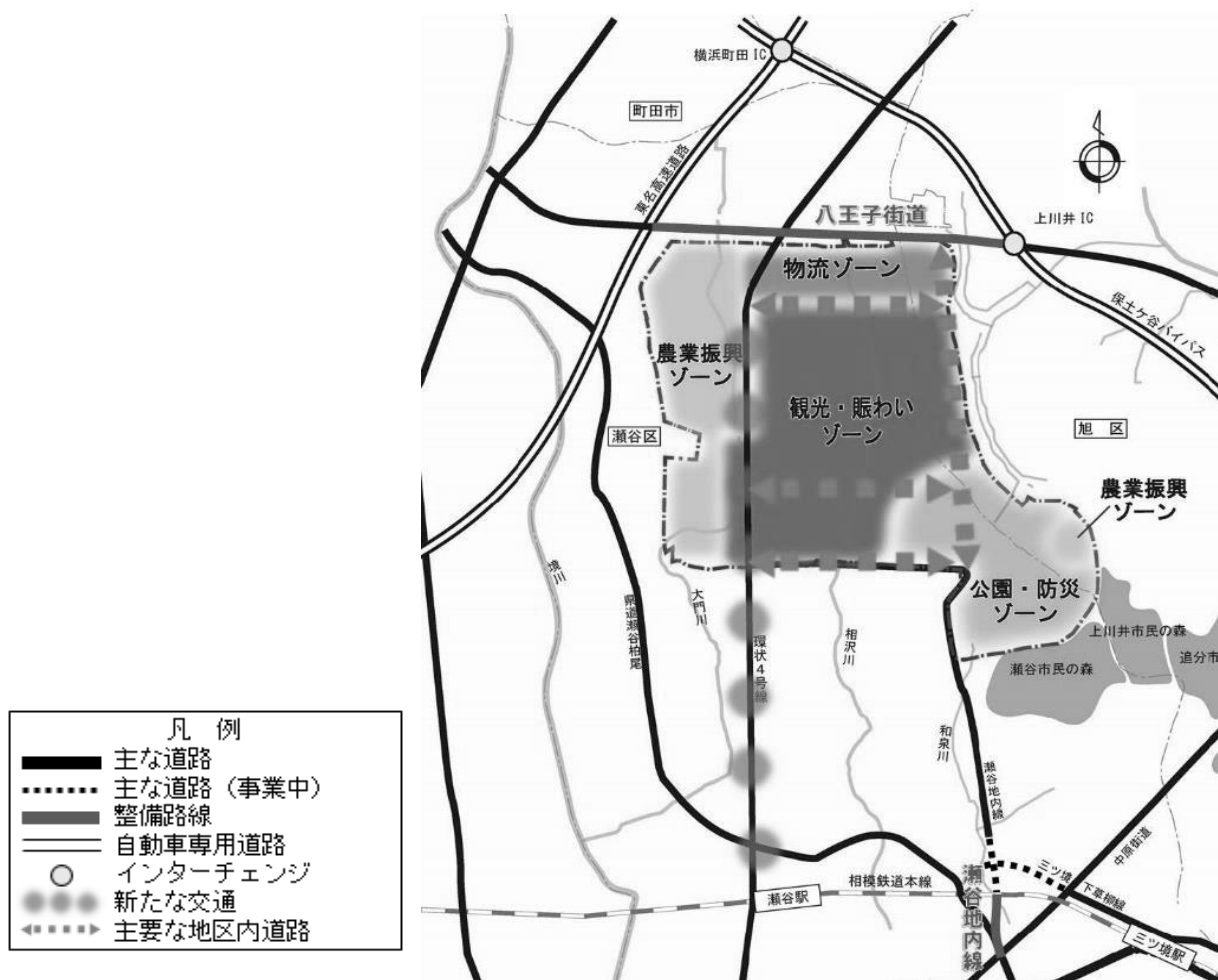 横浜町田 IC
町田市
東名高速道路
八王子街道
上川井 IC
物流ゾーン
保土ケ谷バイパス
農業振興
ゾーン
観光・賑わい
ゾーン
瀬谷区
旭 区
農業振興
ゾーン
境川
公園・防災
ゾーン
大門川
県道瀬谷柏尾
環状4号線
相沢川
上川井市民の森
追分市
瀬谷市民の森
和泉川
瀬谷地内線
中原街道
三ツ境
下草柳線
瀬谷地内線
相模鉄道本線
瀬谷駅
三ツ境駅
凡 例
主な道路
主な道路（事業中）
整備路線
自動車専用道路
インターチェンジ
新たな交通
主要な地区内道路